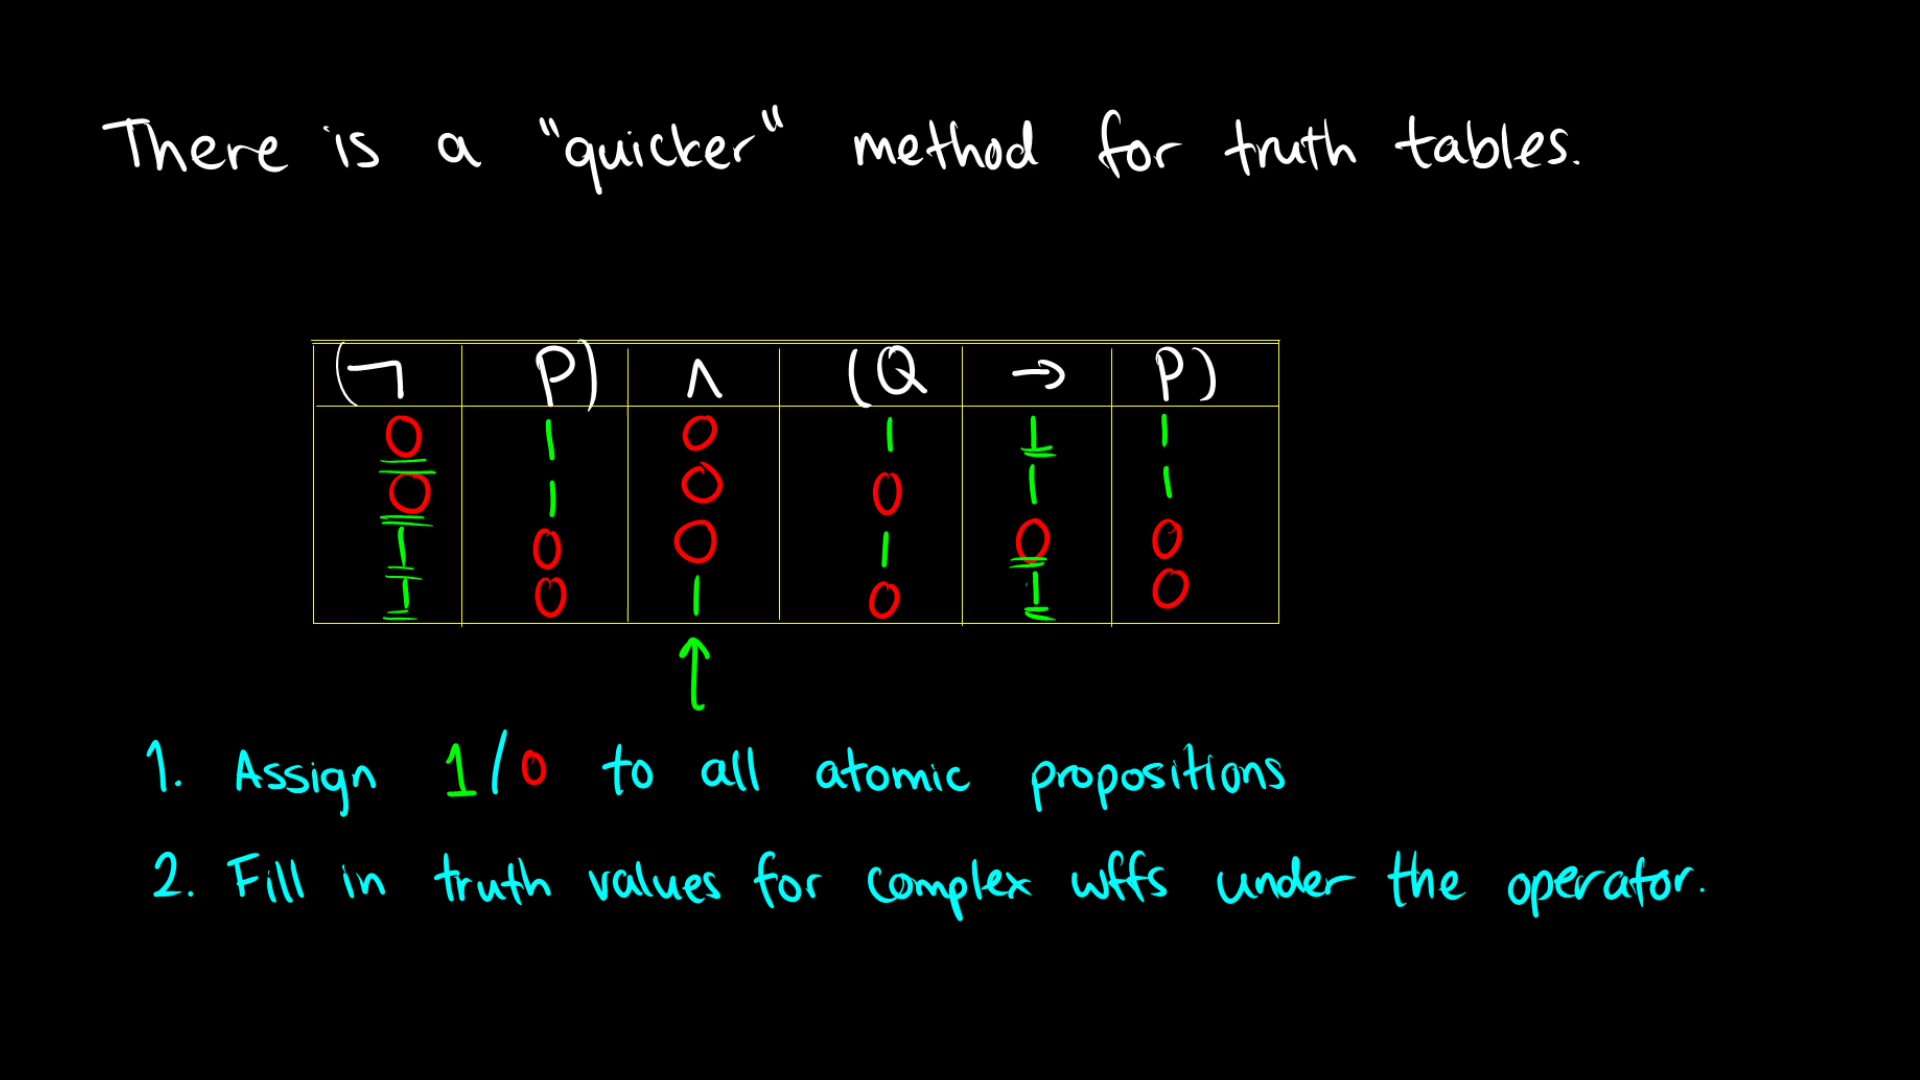 There is a "quicker" method for truth tables.
(¬ P) ∧ (Q → P)
0 1 0 1 1 1
0 1 0 0 1 1
1 0 0 1 0 0
1 0 1 0 1 0
1. Assign 1/0 to all atomic propositions
2. Fill in truth values for complex wffs under the operator.